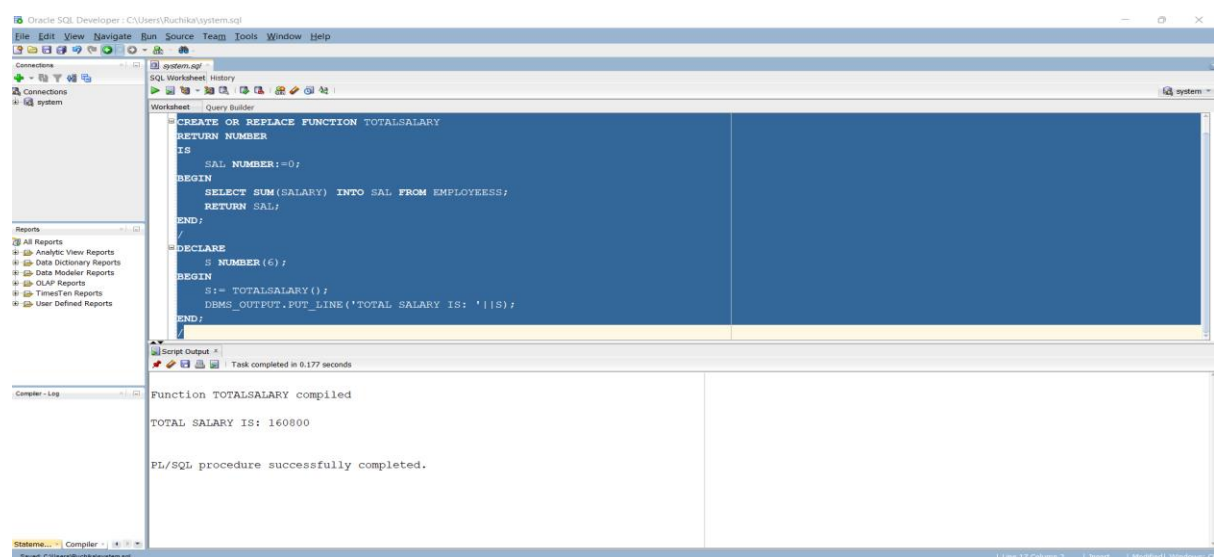 Oracle SQL Developer : C:\Users\Ruchika\system.sql
File Edit View Navigate Run Source Team Tools Window Help
Connections
system.sql
SQL Worksheet History
Connections
system
system
Worksheet Query Builder
CREATE OR REPLACE FUNCTION TOTALSALARY
RETURN NUMBER
IS
SAL NUMBER:=0;
BEGIN
SELECT SUM(SALARY) INTO SAL FROM EMPLOYEESS;
RETURN SAL;
END;
/
DECLARE
S NUMBER(6);
BEGIN
S:= TOTALSALARY();
DBMS_OUTPUT.PUT_LINE('TOTAL SALARY IS: '||S);
END;
/
Reports
All Reports
Analytic View Reports
Data Dictionary Reports
Data Modeler Reports
OLAP Reports
TimesTen Reports
User Defined Reports
Script Output
Task completed in 0.177 seconds
Compiler - Log
Function TOTALSALARY compiled
TOTAL SALARY IS: 160800
PL/SQL procedure successfully completed.
Stateme... Compiler